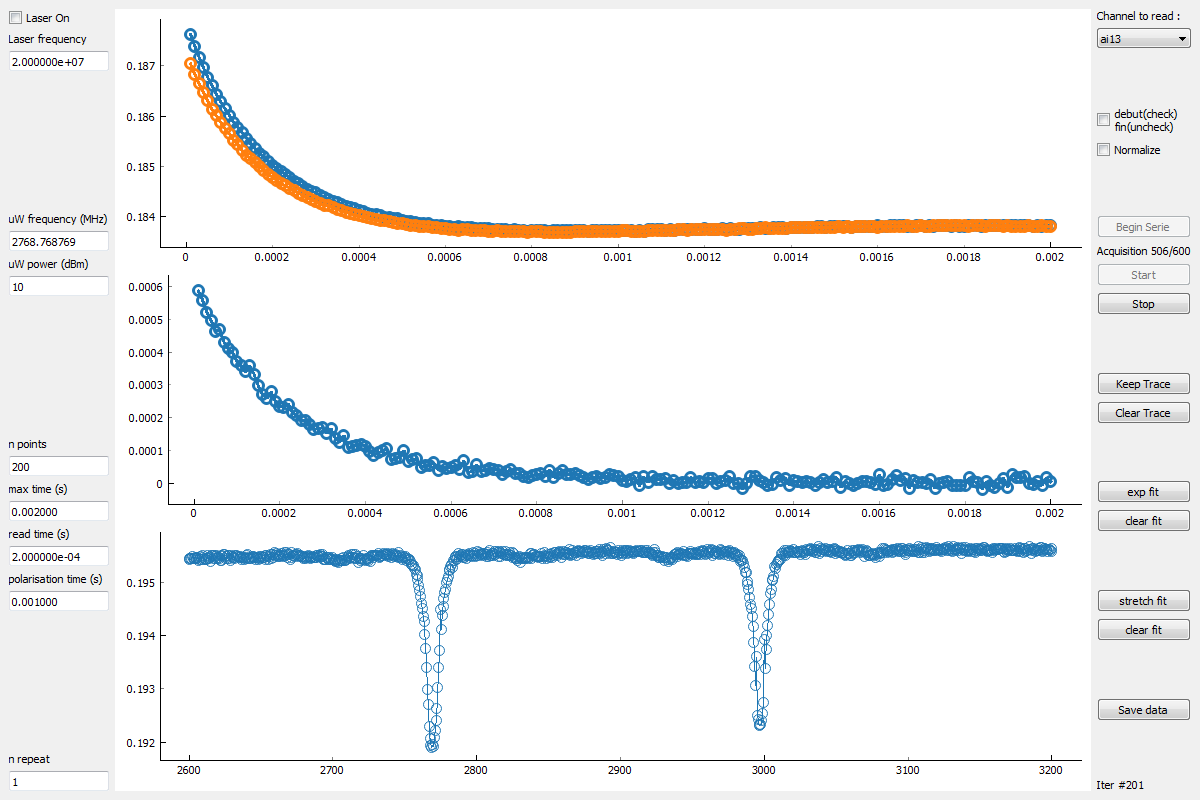 Laser On
Laser frequency
2.000000e+07
uW frequency (MHz)
2768.768769
uW power (dBm)
10
n points
200
max time (s)
0.002000
read time (s)
2.000000e-04
polarisation time (s)
0.001000
n repeat
1
0.187
0.186
0.185
0.184
0 0.0002 0.0004 0.0006 0.0008 0.001 0.0012 0.0014 0.0016 0.0018 0.002
0.0006
0.0005
0.0004
0.0003
0.0002
0.0001
0
0 0.0002 0.0004 0.0006 0.0008 0.001 0.0012 0.0014 0.0016 0.0018 0.002
0.195
0.194
0.193
0.192
2600 2700 2800 2900 3000 3100 3200
Channel to read :
ai13
debut(check)
fin(uncheck)
Normalize
Begin Serie
Acquisition 506/600
Start
Stop
Keep Trace
Clear Trace
exp fit
clear fit
stretch fit
clear fit
Save data
Iter #201